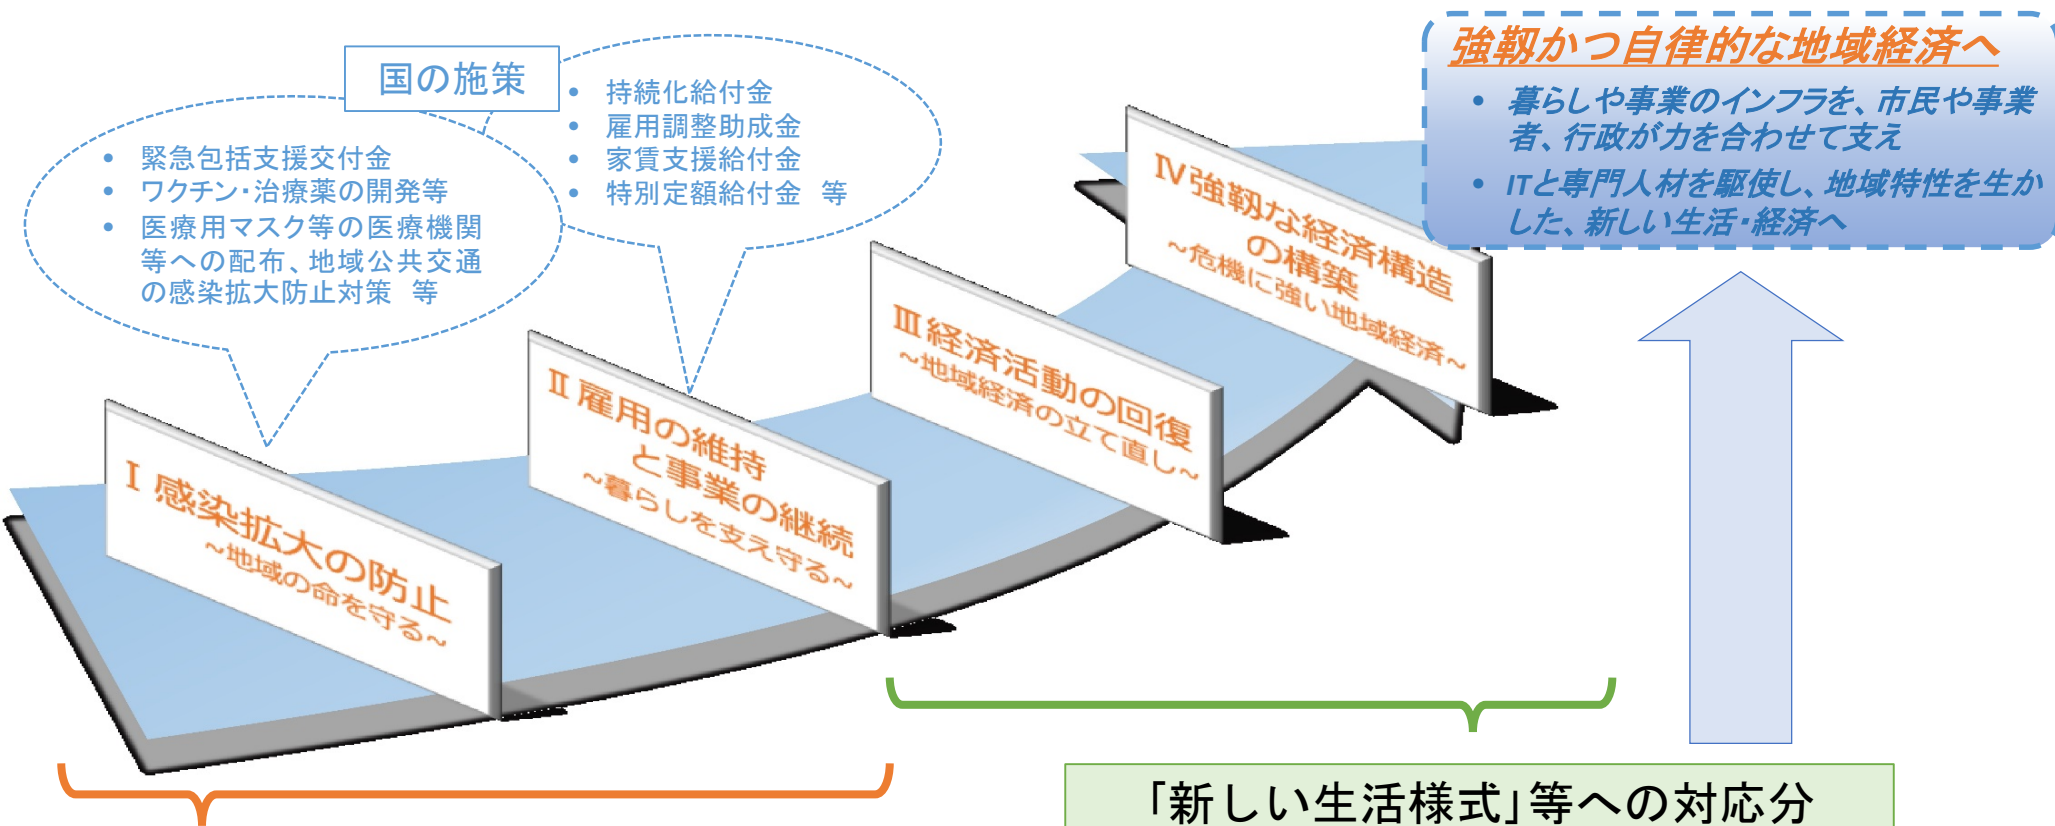 国の施策
• 緊急包括支援交付金
• ワクチン・治療薬の開発等
• 医療用マスク等の医療機関
等への配布、地域公共交通
の感染拡大防止対策 等
• 持続化給付金
• 雇用調整助成金
• 家賃支援給付金
• 特別定額給付金 等
強靱かつ自律的な地域経済へ
• 暮らしや事業のインフラを、市民や事業
者、行政が力を合わせて支え
• ITと専門人材を駆使し、地域特性を生か
した、新しい生活・経済へ
Ⅰ 感染拡大の防止
~地域の命を守る~
Ⅱ 雇用の維持
と事業の継続
~暮らしを支え守る~
Ⅲ 経済活動の回復
~地域経済の立て直し~
Ⅳ 強靱な経済構造
の構築
~危機に強い地域経済~
「新しい生活様式」等への対応分